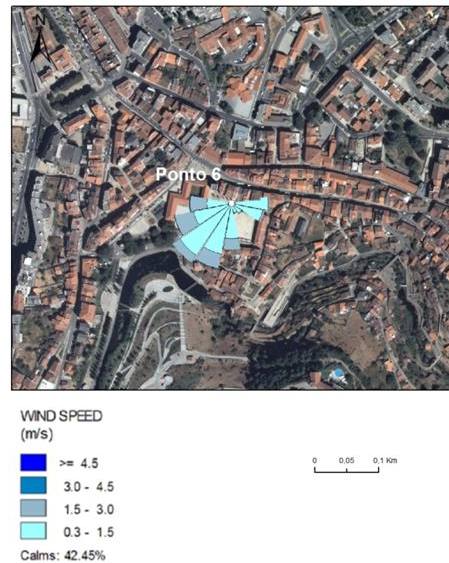 N
Ponto 6
WIND SPEED
(m/s)
>= 4.5
3.0 - 4.5
1.5 - 3.0
0.3 - 1.5
Calms: 42.45%
0 0,05 0,1 Km